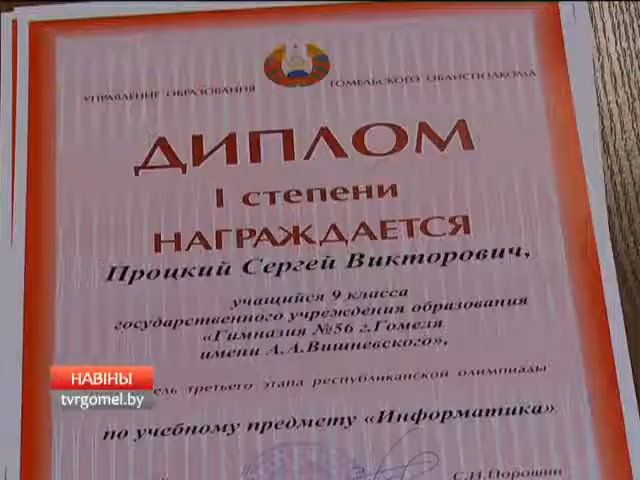 УПРАВЛЕНИЕ ОБРАЗОВАНИЯ ГОМЕЛЬСКОГО ОБЛИСПОЛКОМА
ДИПЛОМ
I степени
НАГРАЖДАЕТСЯ
Процкий Сергей Викторович,
учащийся 9 класса
государственного учреждения образования
«Гимназия №56 г.Гомеля
имени А.А.Вишневского»,
третьего этапа республиканской олимпиады
по учебному предмету «Информатика»
С.И.Порошин
НАВІНЫ
tvrgomel.by